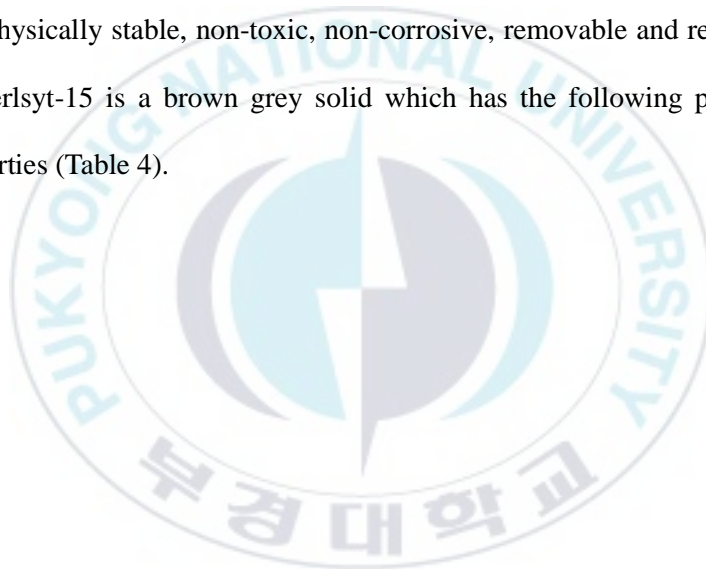 hysically stable, non-toxic, non-corrosive, removable and re
erlsyt-15 is a brown grey solid which has the following p
rties (Table 4).
PUKYONG NATIONAL UNIVERSITY
부경대학교